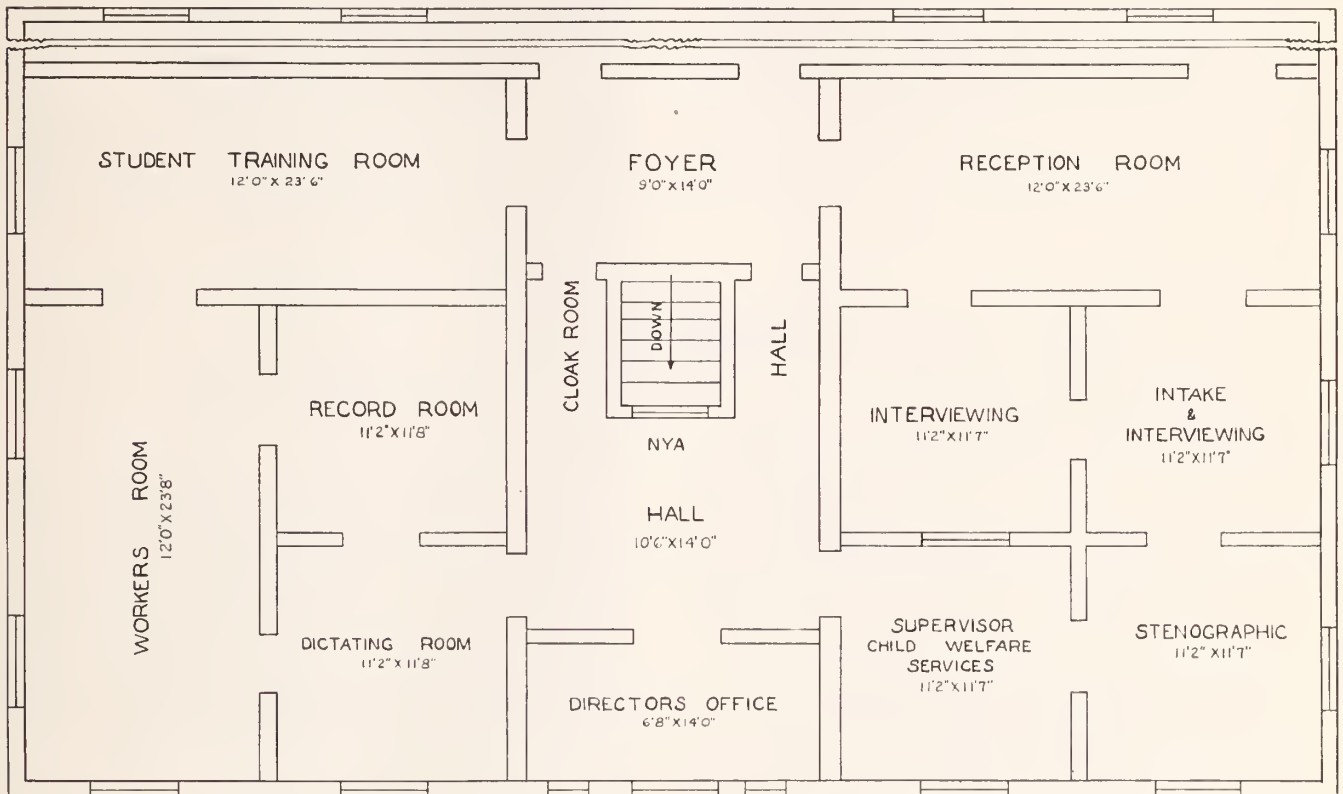 STUDENT TRAINING ROOM
12'0" X 23'6"
FOYER
9'0" X 14'0"
RECEPTION ROOM
12'0" X 23'6"
CLOAK ROOM
DOWN
HALL
RECORD ROOM
11'2" X 11'8"
INTERVIEWING
11'2" X 11'7"
INTAKE
&
INTERVIEWING
11'2" X 11'7"
NYA
WORKERS ROOM
12'0" X 23'8"
HALL
10'6" X 14'0"
DICTATING ROOM
11'2" X 11'8"
SUPERVISOR
CHILD WELFARE
SERVICES
11'2" X 11'7"
STENOGRAPHIC
11'2" X 11'7"
DIRECTORS OFFICE
6'8" X 14'0"